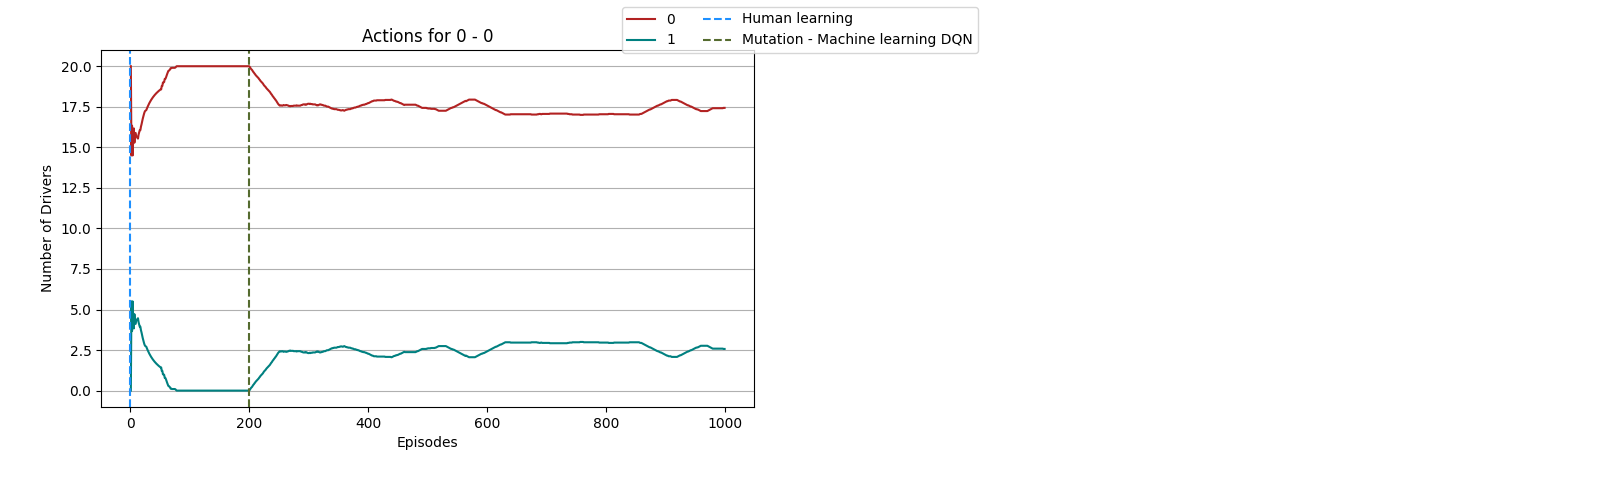 0
1
Human learning
Mutation - Machine learning DQN
Actions for 0 - 0
Number of Drivers
20.0
17.5
15.0
12.5
10.0
7.5
5.0
2.5
0.0
0 200 400 600 800 1000
Episodes